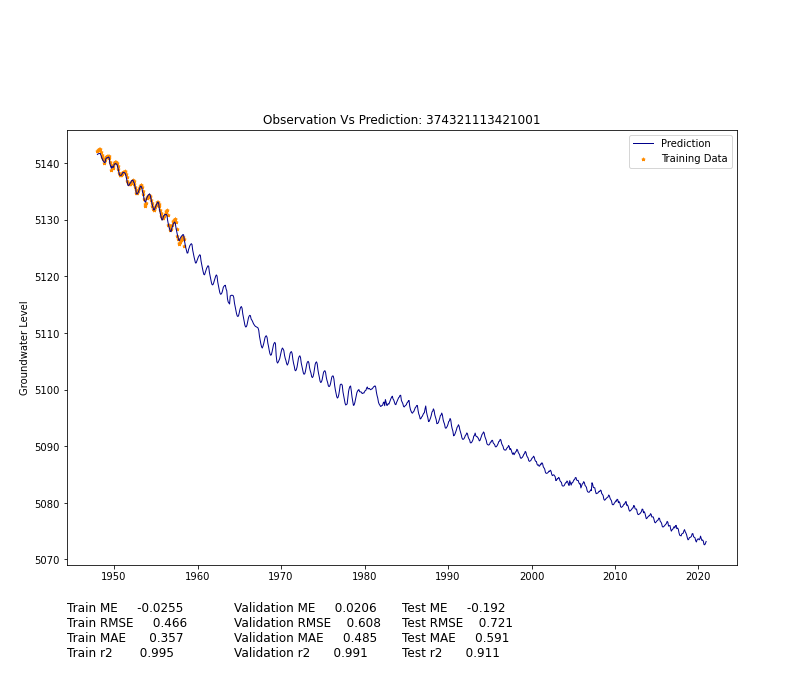 Observation Vs Prediction: 374321113421001
Prediction
Training Data
5140
5130
5120
5110
5100
5090
5080
5070
Groundwater Level
1950 1960 1970 1980 1990 2000 2010 2020
Train ME -0.0255 Validation ME 0.0206 Test ME -0.192
Train RMSE 0.466 Validation RMSE 0.608 Test RMSE 0.721
Train MAE 0.357 Validation MAE 0.485 Test MAE 0.591
Train r2 0.995 Validation r2 0.991 Test r2 0.911